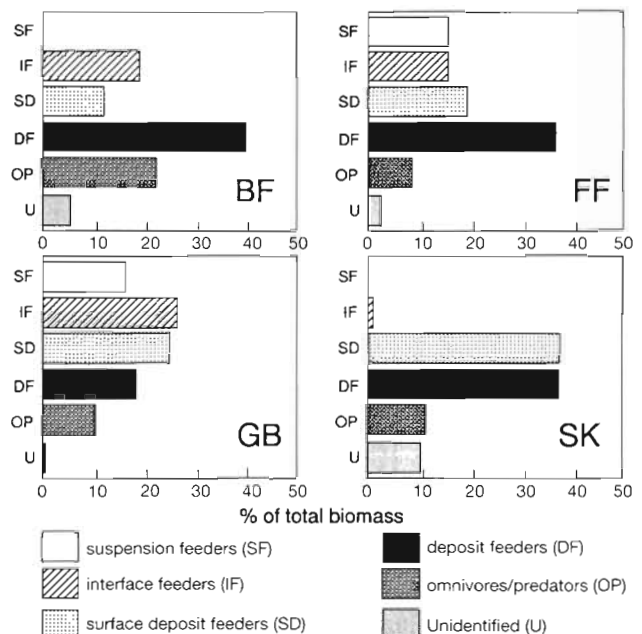 SF
IF
SD
DF
OP
U
BF
0 10 20 30 40 50
SF
IF
SD
DF
OP
U
FF
0 10 20 30 40 50
SF
IF
SD
DF
OP
U
GB
0 10 20 30 40 50
SF
IF
SD
DF
OP
U
SK
0 10 20 30 40 50
% of total biomass
suspension feeders (SF)
interface feeders (IF)
surface deposit feeders (SD)
deposit feeders (DF)
omnivores/predators (OP)
Unidentified (U)